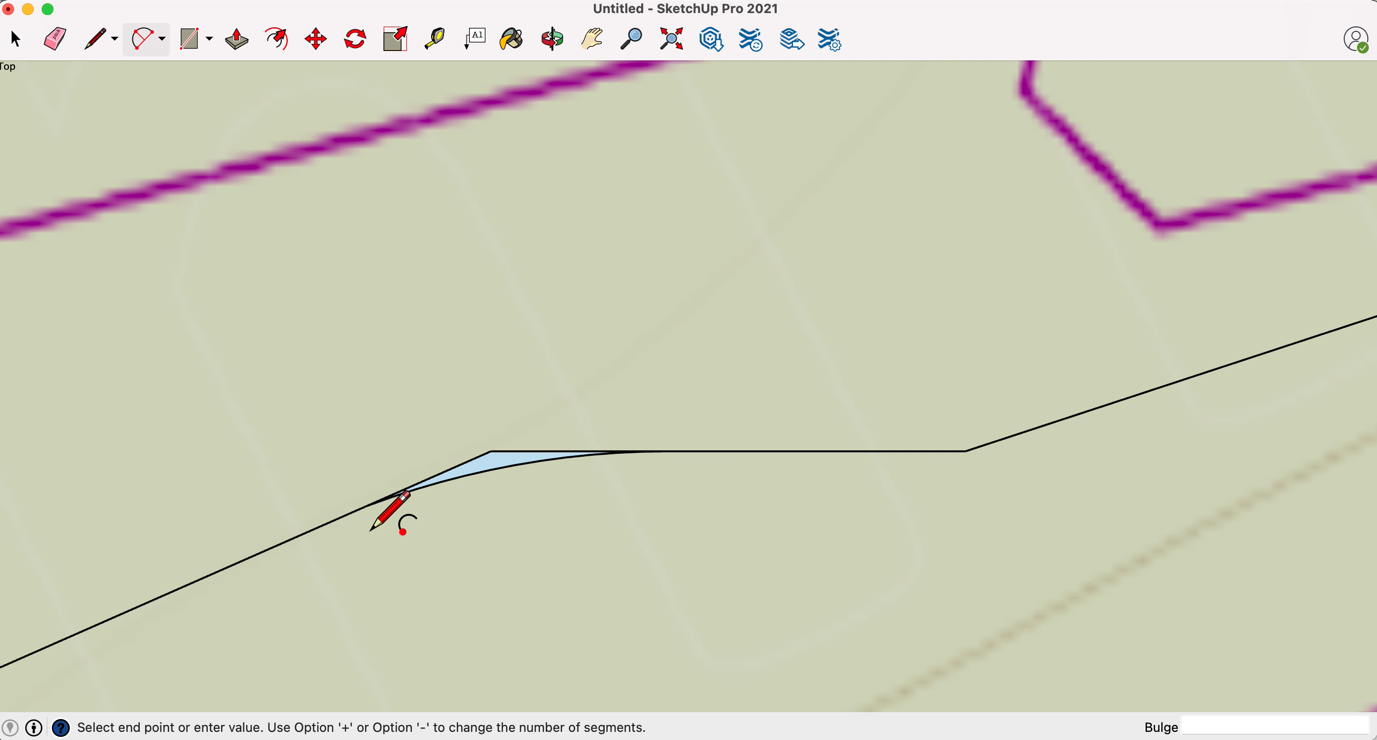 Untitled - SketchUp Pro 2021
A1
Top
Select end point or enter value. Use Option '+' or Option '-' to change the number of segments.
Bulge